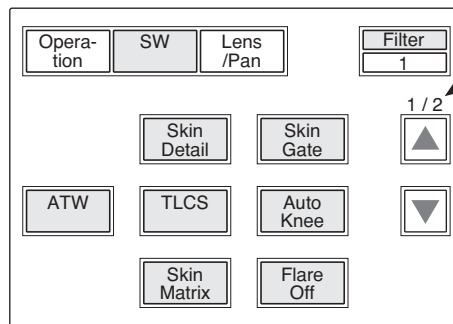 Opera-
tion
SW
Lens
/Pan
Filter
1
1 / 2
Skin
Detail
Skin
Gate
ATW
TLCS
Auto
Knee
Skin
Matrix
Flare
Off